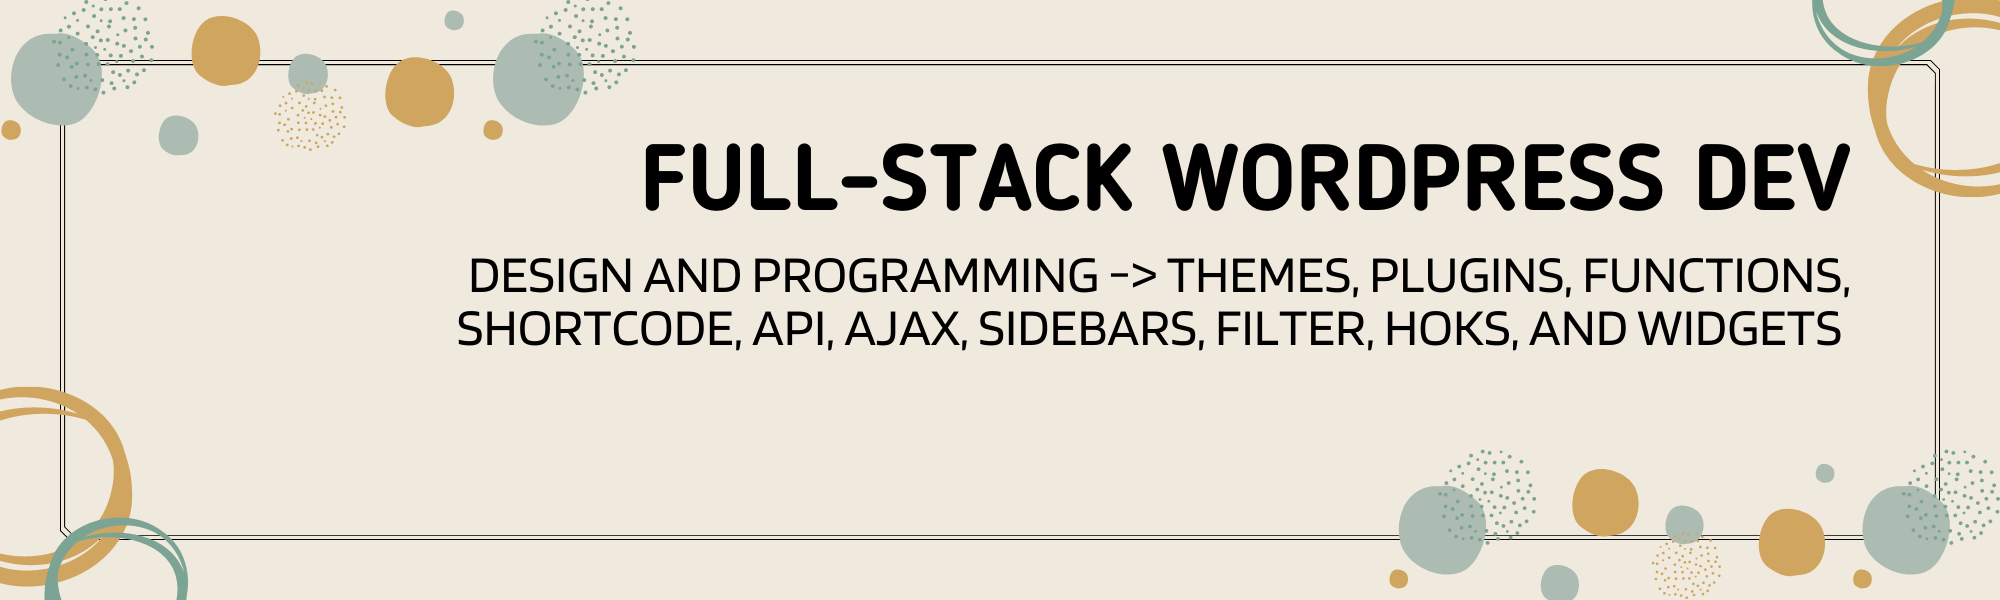 FULL-STACK WORDPRESS DEV
DESIGN AND PROGRAMMING -> THEMES, PLUGINS, FUNCTIONS,
SHORTCODE, API, AJAX, SIDEBARS, FILTER, HOKS, AND WIDGETS